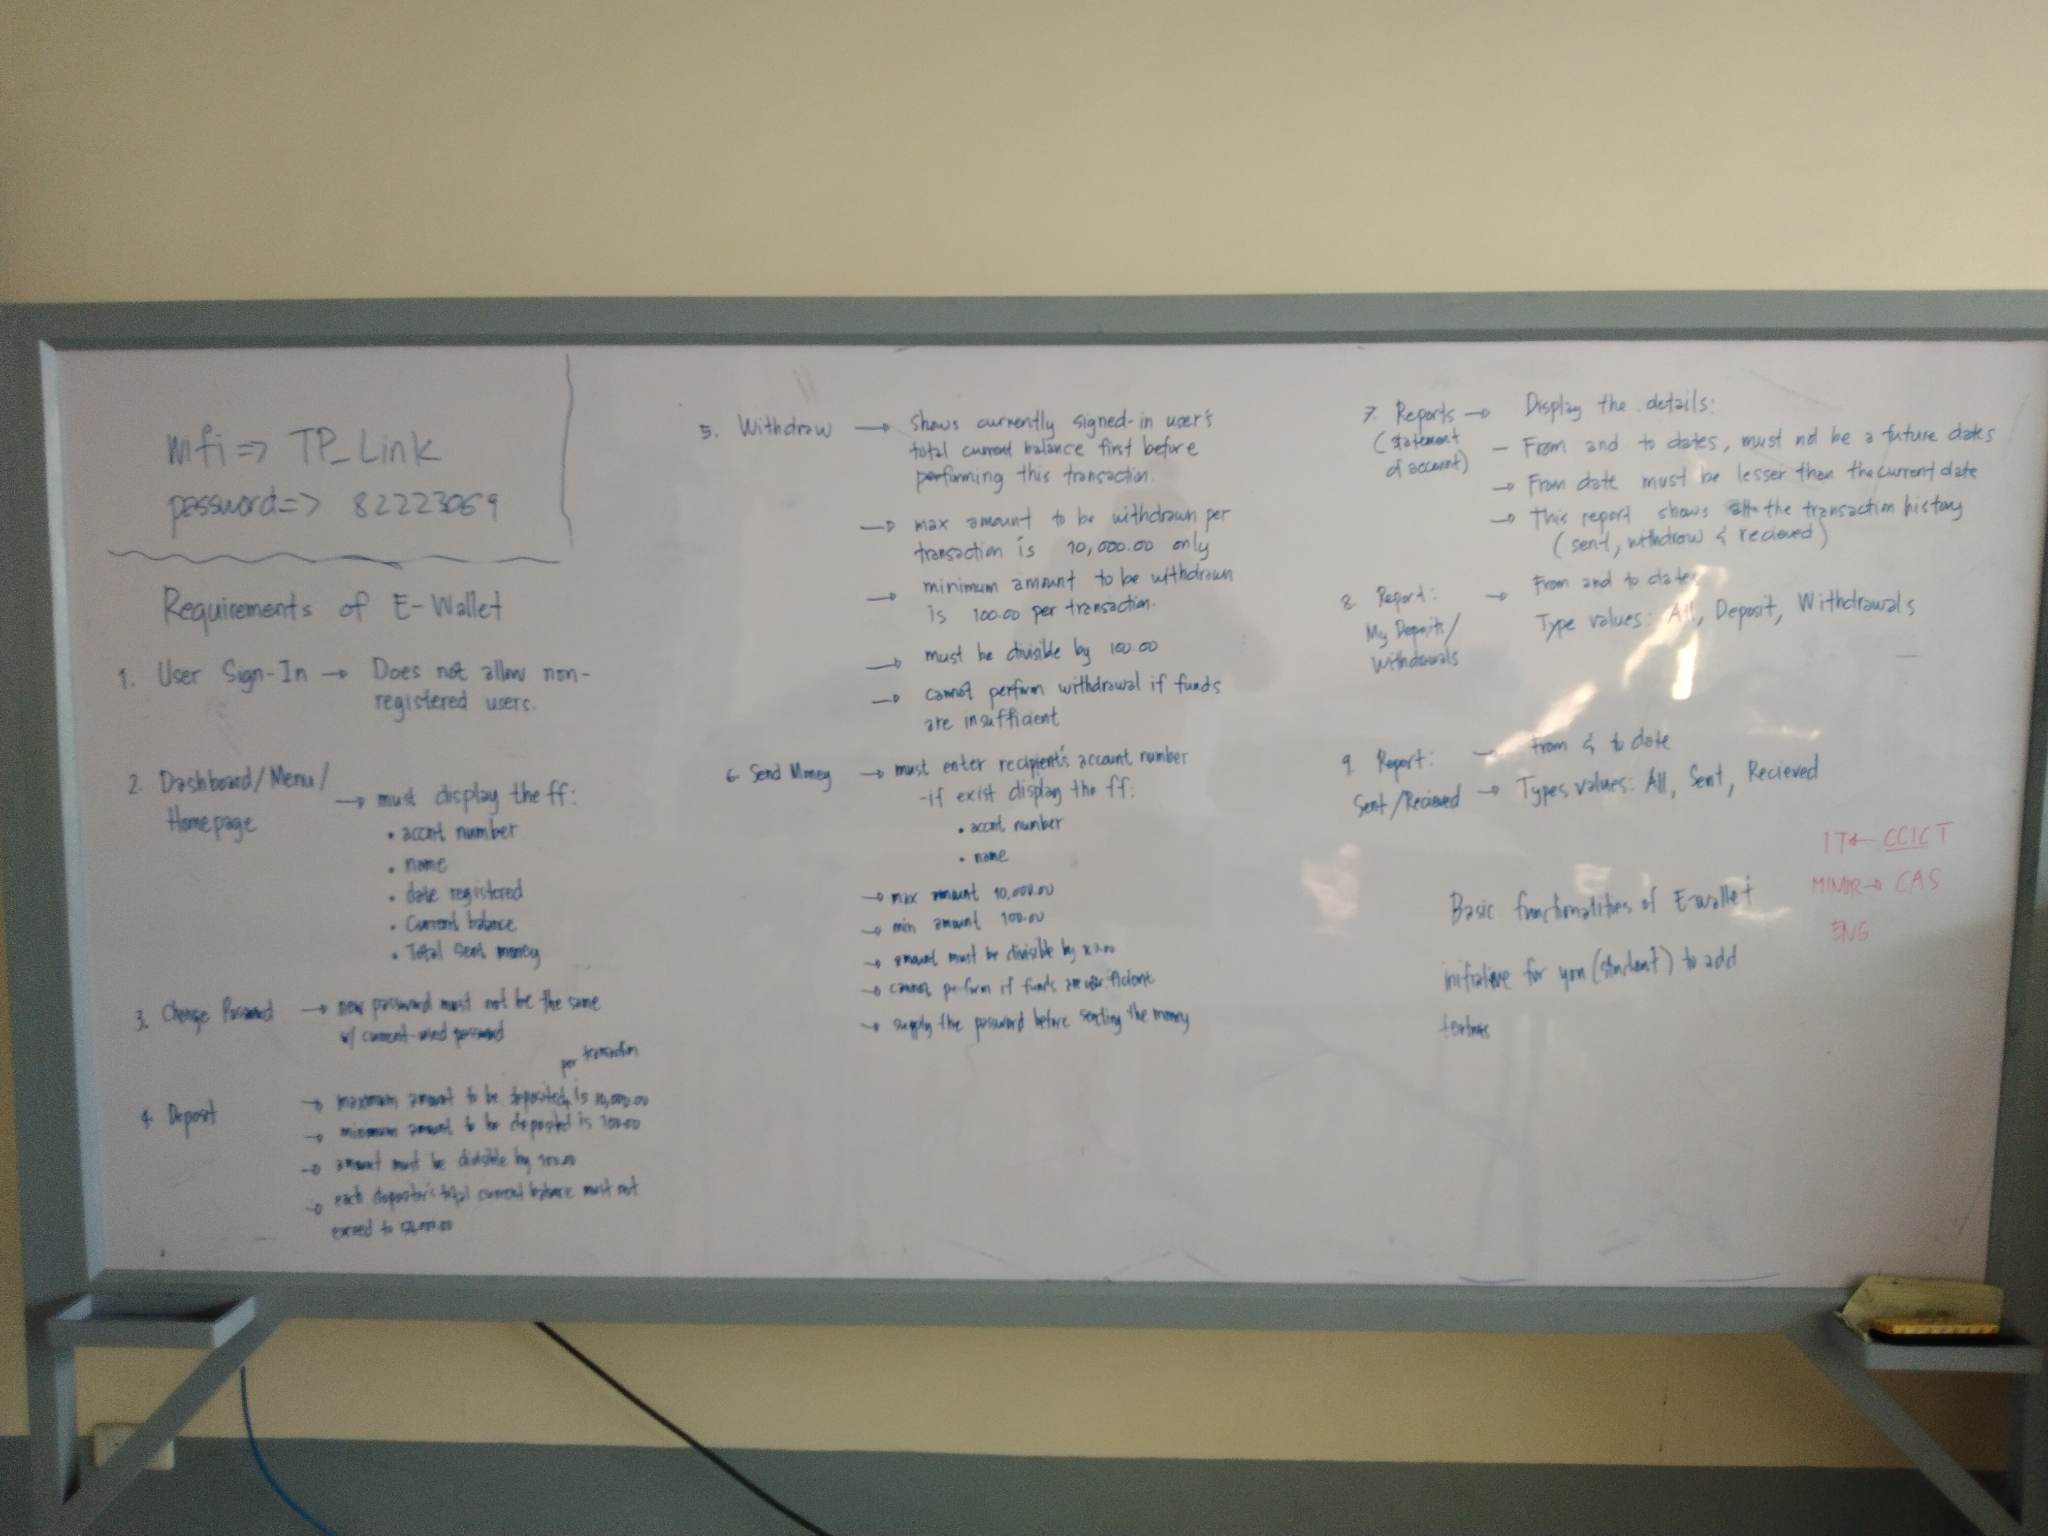 wifi => TP_Link
password => 82223069
Requirements of E-Wallet
1. User Sign-In → Does not allow non-
registered users.
2. Dashboard/Menu/
Homepage
→ must display the ff:
• accnt number
• name
• date registered
• Current balance
• Total sent money
3. Change Password → new password must not be the same
w/ current used password
4. Deposit
per transaction
→ maximum amount to be deposited is 10,000.00
→ minimum amount to be deposited is 100.00
→ amount must be divisible by 100.00
→ each depositor's total current balance must not
exceed to
5. Withdraw → Shows currently signed-in user's
total current balance first before
performing this transaction.
→ max amount to be withdrawn per
transaction is 10,000.00 only
→ minimum amount to be withdrawn
is 100.00 per transaction.
→ must be divisible by 100.00
→ cannot perform withdrawal if funds
are insufficient
6. Send Money → must enter recipient's account number
- if exist display the ff:
• accnt number
• name
→ max amount 10,000.00
→ min amount 100.00
→ amount must be divisible by
→ cannot perform if funds are
→ supply the password before sending the money
7. Reports → Display the details:
(statement
of account)
- From and to dates, must not be a future dates
→ From date must be lesser than the current date
→ This report shows the transaction history
(sent, withdraw & recieved)
8. Report:
My Deposits/
Withdrawals
→ From and to date
Type values: All, Deposit, Withdrawals
9. Report:
Sent/Recieved
→ From & to date
→ Types values: All, Sent, Recieved
IT ← CCICT
MINOR → CAS
ENG
Basic functionalities of E-wallet
initiative for you (student) to add